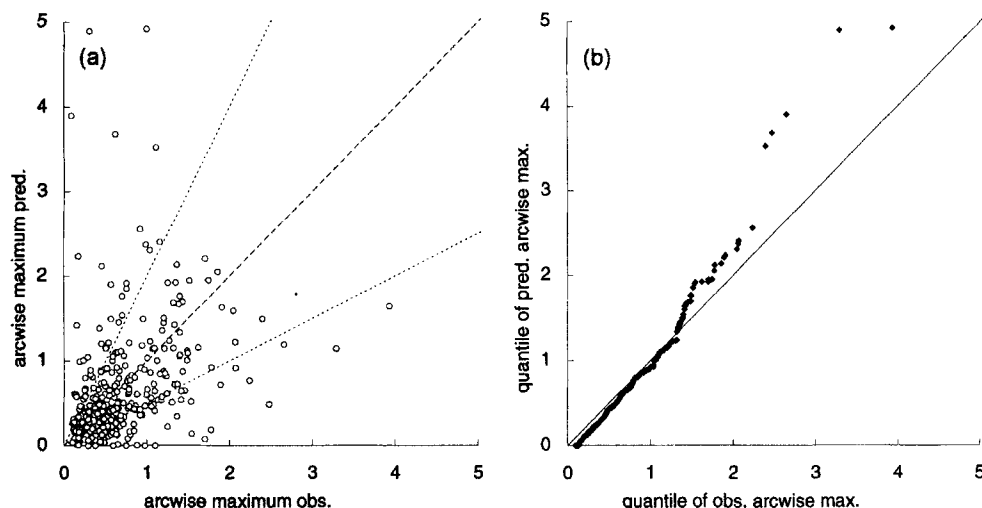 (a)
arcwise maximum pred.
5
4
3
2
1
0
0 1 2 3 4 5
arcwise maximum obs.
(b)
quantile of pred. arcwise max.
5
4
3
2
1
0
0 1 2 3 4 5
quantile of obs. arcwise max.